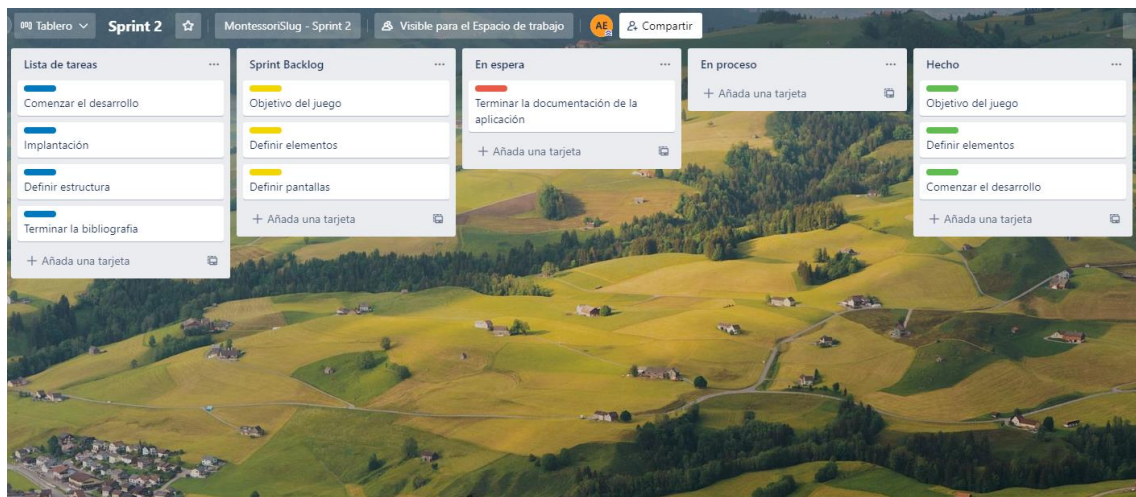 Tablero
Sprint 2
MontessoriSlug - Sprint 2
Visible para el Espacio de trabajo
AE
Compartir
Lista de tareas
Comenzar el desarrollo
Implantación
Definir estructura
Terminar la bibliografia
+ Añada una tarjeta
Sprint Backlog
Objetivo del juego
Definir elementos
Definir pantallas
+ Añada una tarjeta
En espera
Terminar la documentación de la
aplicación
+ Añada una tarjeta
En proceso
+ Añada una tarjeta
Hecho
Objetivo del juego
Definir elementos
Comenzar el desarrollo
+ Añada una tarjeta